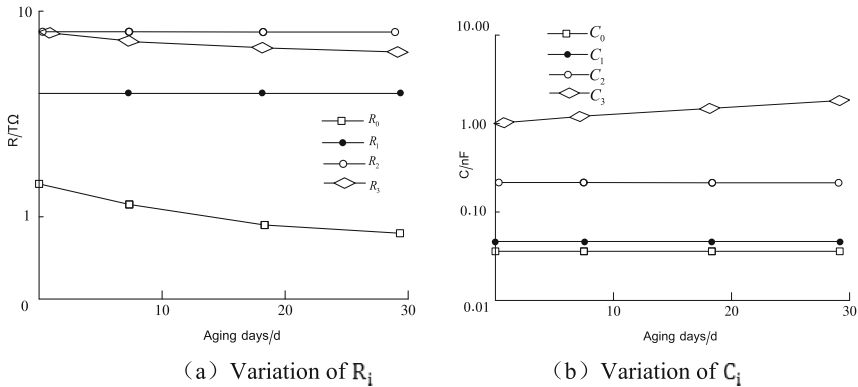 10
R/TΩ
1
0
10
20
30
Aging days/d
R₀
R₁
R₂
R₃
(a) Variation of Rᵢ
10.00
1.00
0.10
0.01
C/nF
10
20
30
Aging days/d
C₀
C₁
C₂
C₃
(b) Variation of Cᵢ